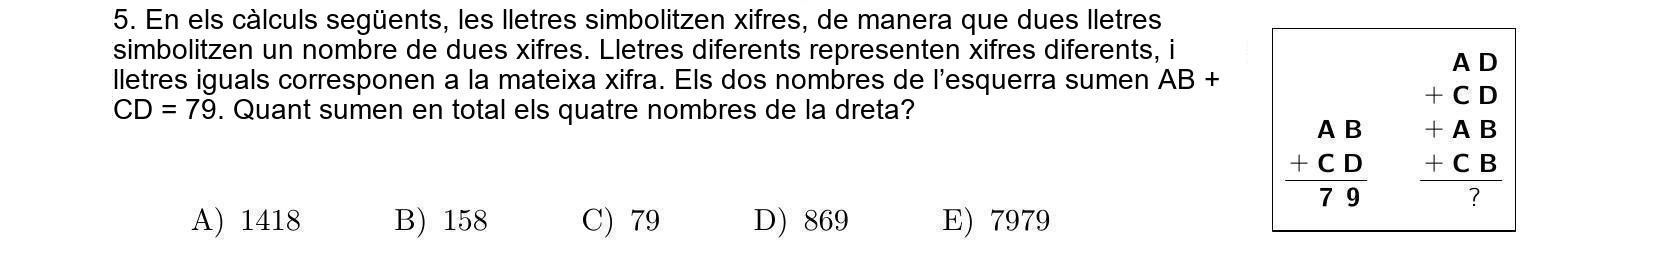 5. En els càlculs següents, les lletres simbolitzen xifres, de manera que dues lletres
simbolitzen un nombre de dues xifres. Lletres diferents representen xifres diferents, i
lletres iguals corresponen a la mateixa xifra. Els dos nombres de l'esquerra sumen AB +
CD = 79. Quant sumen en total els quatre nombres de la dreta?
A) 1418 B) 158 C) 79 D) 869 E) 7979
A B
+ C D
7 9
A D
+ C D
+ A B
+ C B
?